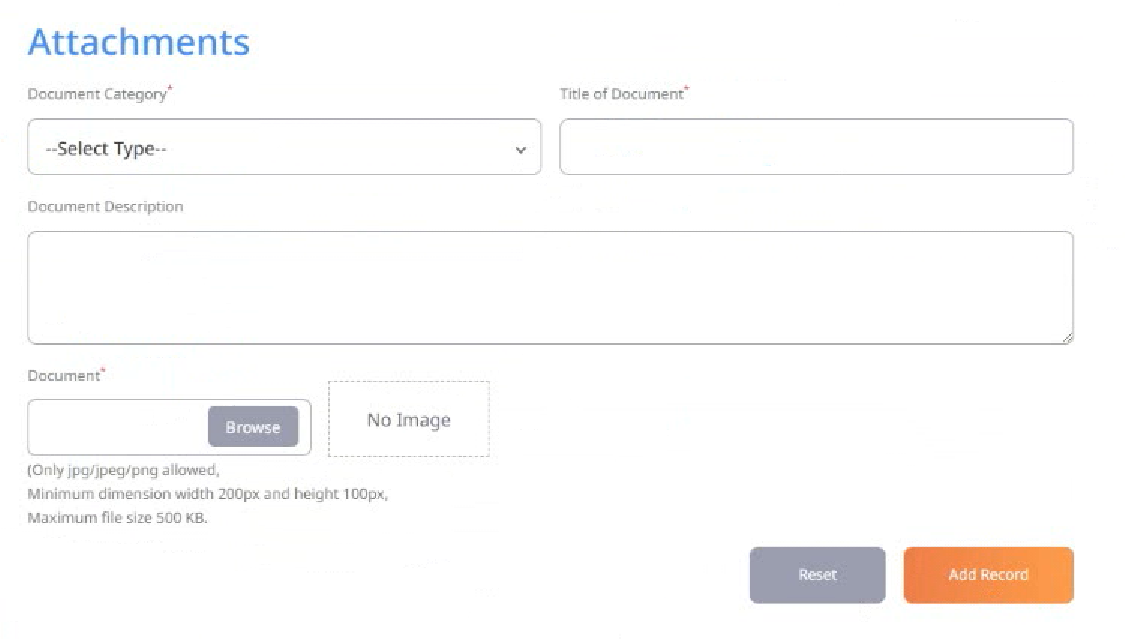 Attachments
Document Category*
Title of Document*
--Select Type--
Document Description
Document*
Browse
No Image
(Only jpg/jpeg/png allowed,
Minimum dimension width 200px and height 100px,
Maximum file size 500 KB.
Reset
Add Record